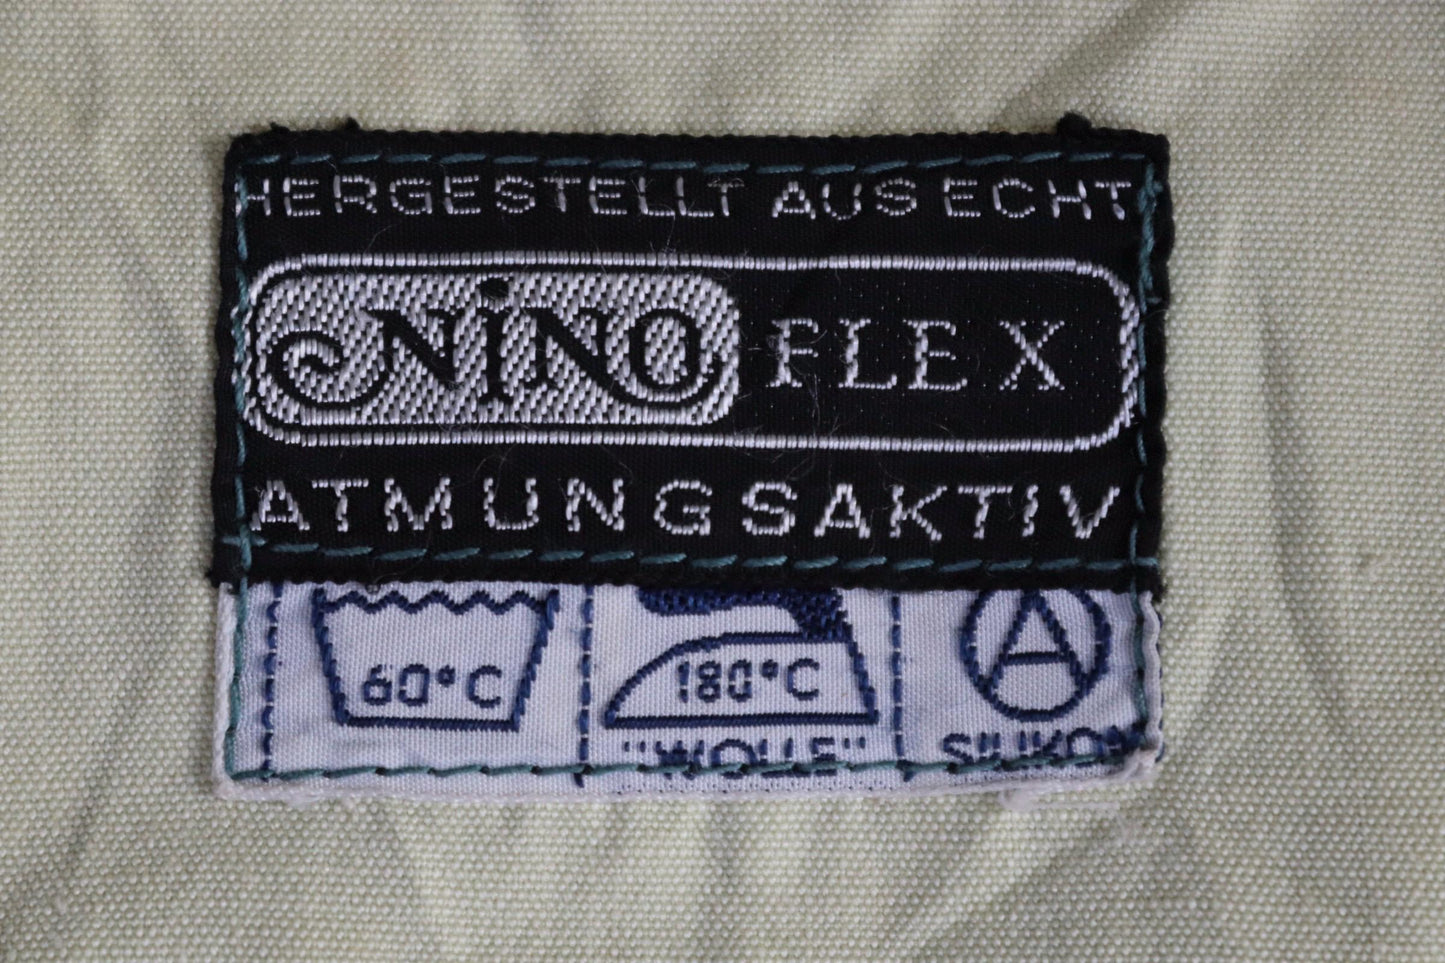 HERGESTELLT AUS ECHT
NINO FLEX
ATMUNGSAKTIV
60°C 180°C A
"WOLLE" SILIKON